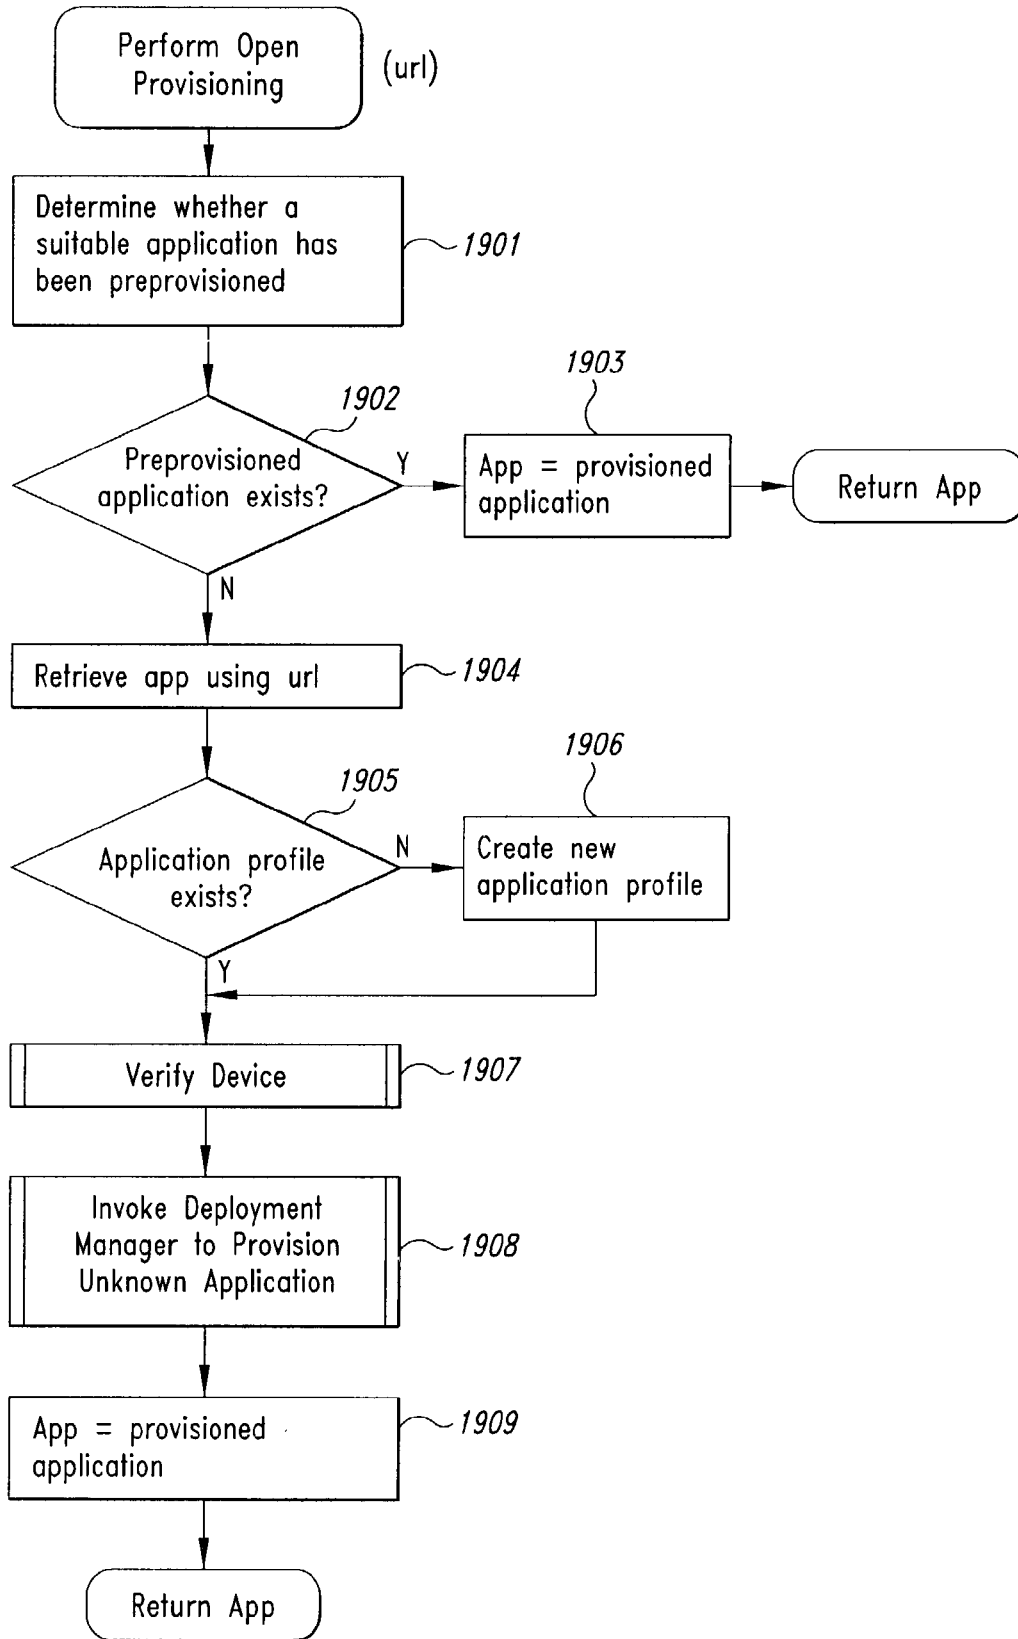 Perform Open
Provisioning
(url)
Determine whether a
suitable application has
been preprovisioned
1901
1902
Preprovisioned
application exists?
Y
N
1903
App = provisioned
application
Return App
Retrieve app using url
1904
1905
Application profile
exists?
N
Y
1906
Create new
application profile
Verify Device
1907
Invoke Deployment
Manager to Provision
Unknown Application
1908
App = provisioned
application
1909
Return App